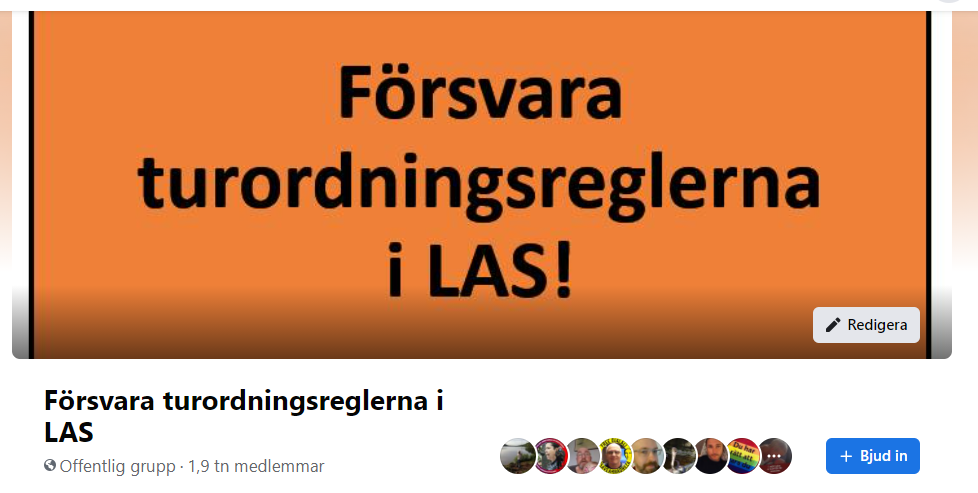 Försvara
turordningsreglerna
i LAS!
Redigera
Försvara turordningsreglerna i
LAS
Offentlig grupp · 1,9 tn medlemmar
Bjud in